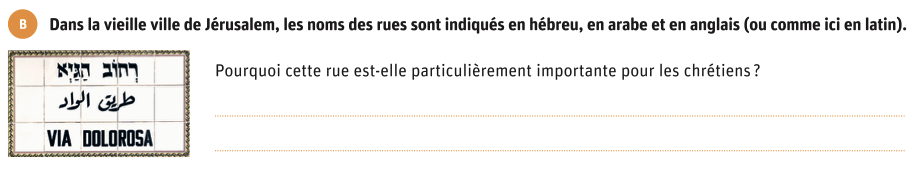 B Dans la vieille ville de Jérusalem, les noms des rues sont indiqués en hébreu, en arabe et en anglais (ou comme ici en latin).
רְחוֹב הַגַּיְא
طريق الواد
VIA DOLOROSA
Pourquoi cette rue est-elle particulièrement importante pour les chrétiens ?